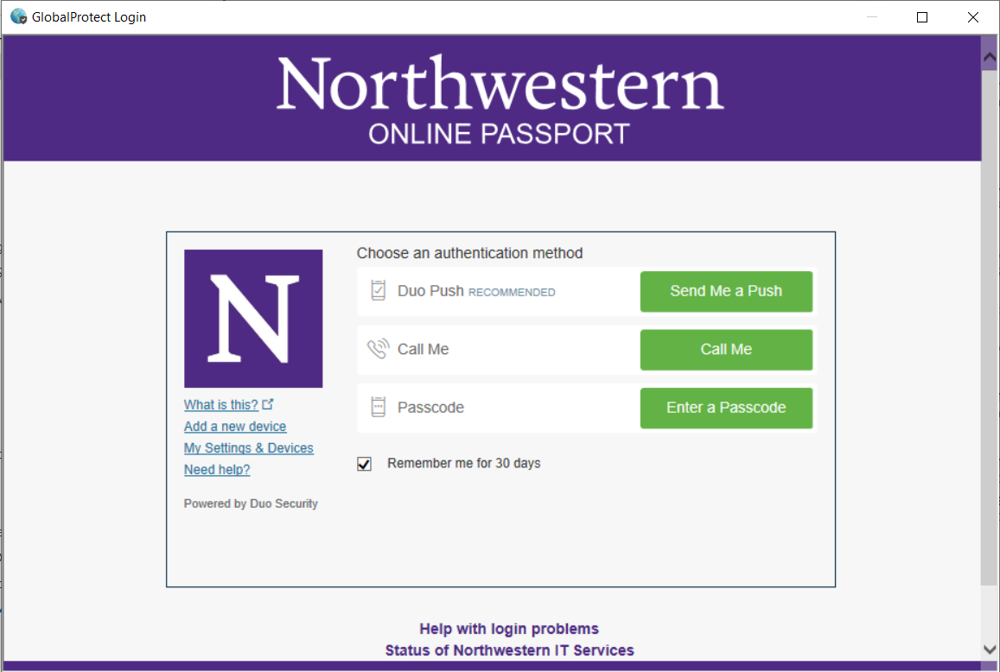 GlobalProtect Login
Northwestern
ONLINE PASSPORT
N
What is this?
Add a new device
My Settings & Devices
Need help?
Powered by Duo Security
Choose an authentication method
Duo Push RECOMMENDED
Send Me a Push
Call Me
Call Me
Passcode
Enter a Passcode
Remember me for 30 days
Help with login problems
Status of Northwestern IT Services